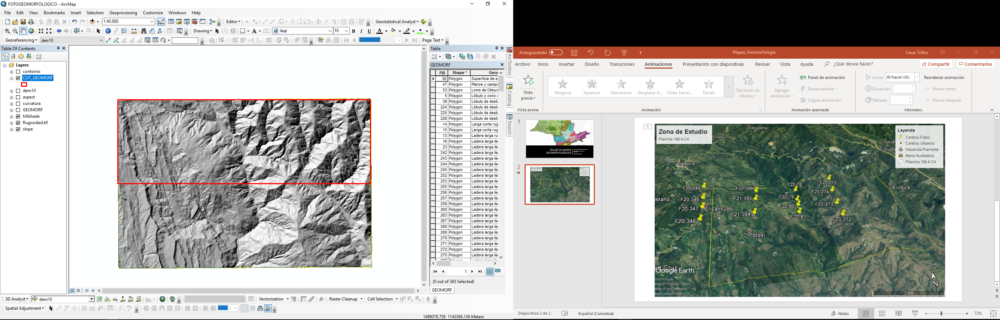 FOTOGEOMORFOLOGICO - ArcMap
File Edit View Bookmarks Insert Selection Geoprocessing Customize Windows Help
1:40,000
Editor
Geostatistical Analyst
Drawing
Arial
10
B I U A
Georeferencing
dem10
Show Name
Page Text
Table Of Contents
Layers
contorno
CUT_GEOMORF
dem10
aspect
curvatura
GEOMORF
hillshade
Rugosidad.tif
slope
Table
GEOMORF
FID Shape * Geor
80 Polygon Superficie de e
47 Polygon Planos y campo
53 Polygon Lomo de Obtura
5 Polygon Lóbulo y cono d
39 Polygon Lóbulo de desli
224 Polygon Lóbulo de desli
225 Polygon Lóbulo de desli
226 Polygon Lóbulo de desli
14 Polygon Larga corta rug
15 Polygon Larga corta rug
13 Polygon Ladera larga ru
16 Polygon Ladera larga lis
23 Polygon Ladera larga lis
242 Polygon Ladera larga lis
243 Polygon Ladera larga lis
244 Polygon Ladera larga lis
245 Polygon Ladera larga lis
252 Polygon Ladera larga lis
253 Polygon Ladera larga lis
255 Polygon Ladera larga lis
256 Polygon Ladera larga lis
257 Polygon Ladera larga lis
259 Polygon Ladera larga lis
260 Polygon Ladera larga lis
263 Polygon Ladera larga lis
267 Polygon Ladera larga lis
268 Polygon Ladera larga lis
269 Polygon Ladera larga lis
270 Polygon Ladera larga lis
271 Polygon Ladera larga lis
272 Polygon Ladera larga lis
275 Polygon Ladera larga lis
1
(0 out of 365 Selected)
GEOMORF
ArcToolbox
Catalog
Search
3D Analyst
dem10
Vectorization
Raster Cleanup
Cell Selection
Spatial Adjustment
1499078.758 1143586.136 Meters
Autoguardado
Mapas_Geomorfología
Cesar Trillos
Archivo Inicio Insertar Diseño Transiciones Animaciones Presentación con diapositivas Revisar Vista Ayuda ¿Qué desea hacer?
Compartir
Comentarios
Vista previa
Ninguna Aparecer Desvanecer Desplazar h... Flotar hacia... Dividir
Opciones de efectos
Agregar animación
Panel de animación
Desencadenar
Copiar animación
Inicio: Al hacer clic
Duración:
Retraso:
Reordenar animación
Mover antes
Mover después
Vista previa
Animación
Animación avanzada
Intervalos
1
TALLER DE MAPAS
GEOMORFOLÓGICOS
2
Zona de Estudio
1
Zona de Estudio
Plancha 166-II-C4
Leyenda
Centros Fotos
Centros Urbanos
Hacienda Piamonte
Maria Auxiliadora
Plancha 166-II-C4
Piedra Verde
San Joaquin
Versal
El Guaya
Fredonia
La Ursula
F20-345
F20-346
F20-347
F20-348
F21-396
F21-395
F21-394
F22-78
F22-79
F22-80
F22-81
F23-275
F23-274
F23-273
F23-272
yetano
El Zancudo
Potosi
La Cruz
Google Earth
©2018 Google
Image © 2019 CNES / Airbus
Image © 2019 DigitalGlobe
Image Landsat / Copernicus
N
2 km
Diapositiva 2 de 2
Español (Colombia)
Notas
72%